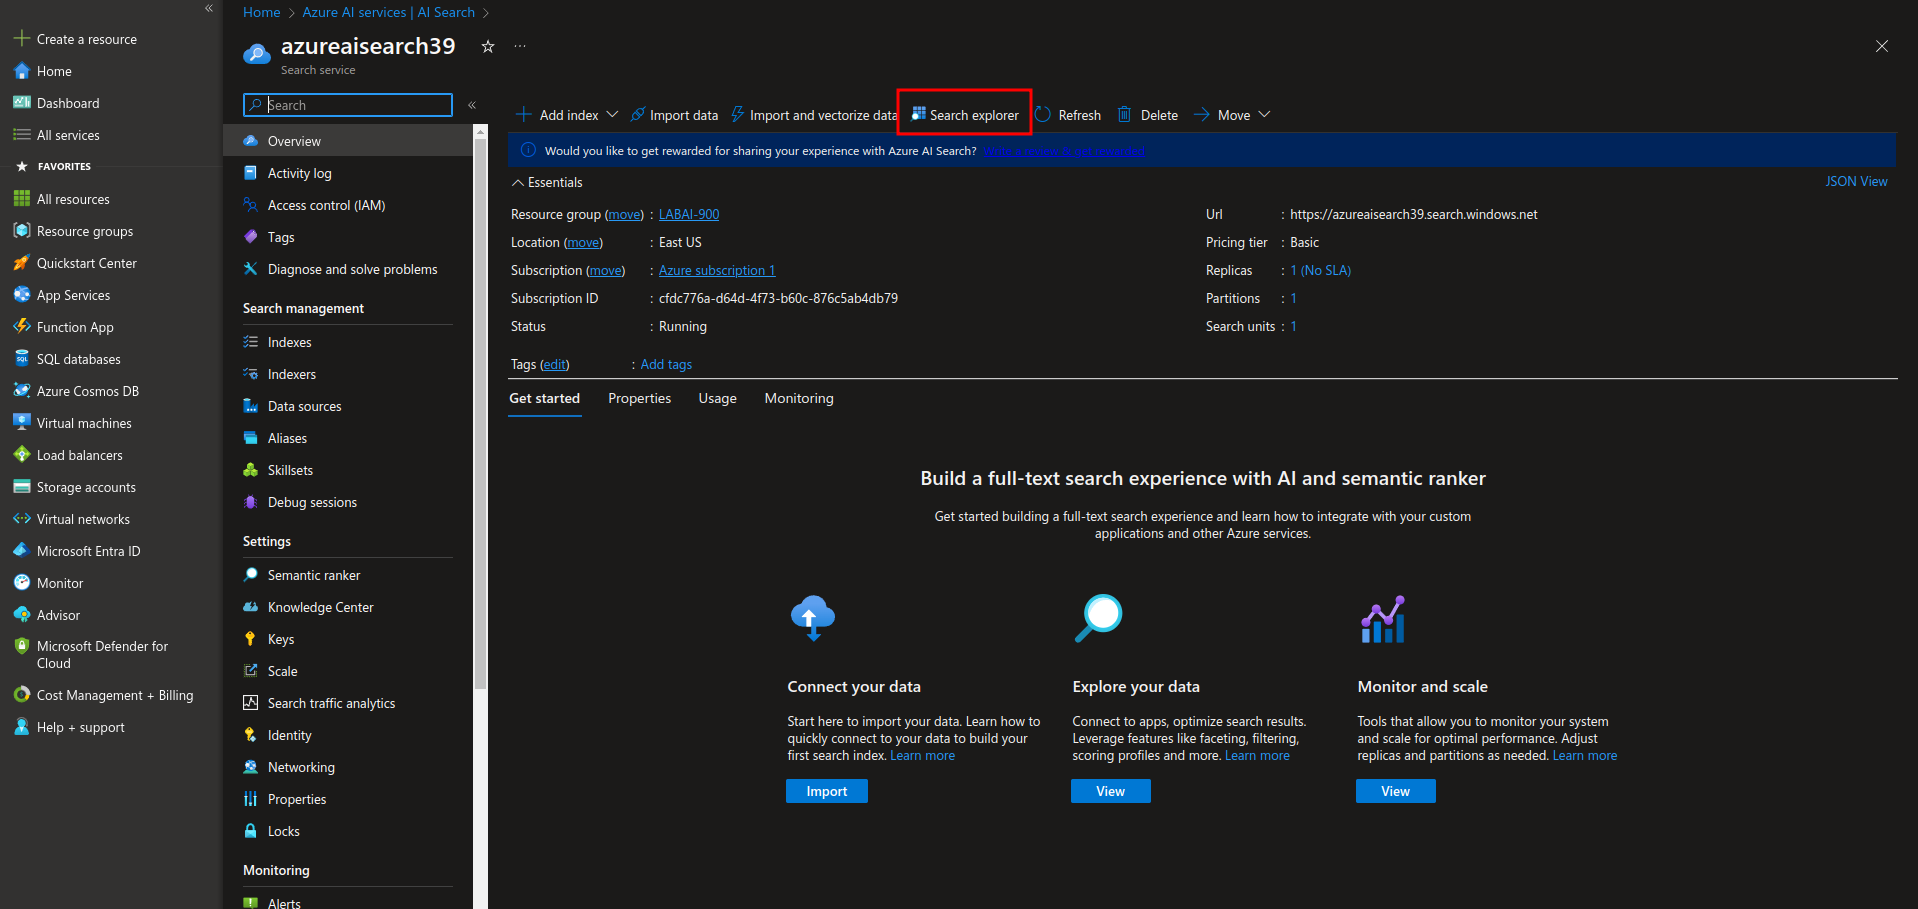 Create a resource
Home
Dashboard
All services
FAVORITES
All resources
Resource groups
Quickstart Center
App Services
Function App
SQL databases
Azure Cosmos DB
Virtual machines
Load balancers
Storage accounts
Virtual networks
Microsoft Entra ID
Monitor
Advisor
Microsoft Defender for
Cloud
Cost Management + Billing
Help + support
Home > Azure AI services | AI Search >
azureaisearch39
Search service
Search
Overview
Activity log
Access control (IAM)
Tags
Diagnose and solve problems
Search management
Indexes
Indexers
Data sources
Aliases
Skillsets
Debug sessions
Settings
Semantic ranker
Knowledge Center
Keys
Scale
Search traffic analytics
Identity
Networking
Properties
Locks
Monitoring
Alerts
Add index Import data Import and vectorize data Search explorer Refresh Delete Move
Would you like to get rewarded for sharing your experience with Azure AI Search?
Essentials
JSON View
Resource group (move) : LABAI-900
Location (move) : East US
Subscription (move) : Azure subscription 1
Subscription ID : cfdc776a-d64d-4f73-b60c-876c5ab4db79
Status : Running
Url : https://azureaisearch39.search.windows.net
Pricing tier : Basic
Replicas : 1 (No SLA)
Partitions : 1
Search units : 1
Tags (edit) : Add tags
Get started Properties Usage Monitoring
Build a full-text search experience with AI and semantic ranker
Get started building a full-text search experience and learn how to integrate with your custom
applications and other Azure services.
Connect your data
Start here to import your data. Learn how to
quickly connect to your data to build your
first search index. Learn more
Import
Explore your data
Connect to apps, optimize search results.
Leverage features like faceting, filtering,
scoring profiles and more. Learn more
View
Monitor and scale
Tools that allow you to monitor your system
and scale for optimal performance. Adjust
replicas and partitions as needed. Learn more
View